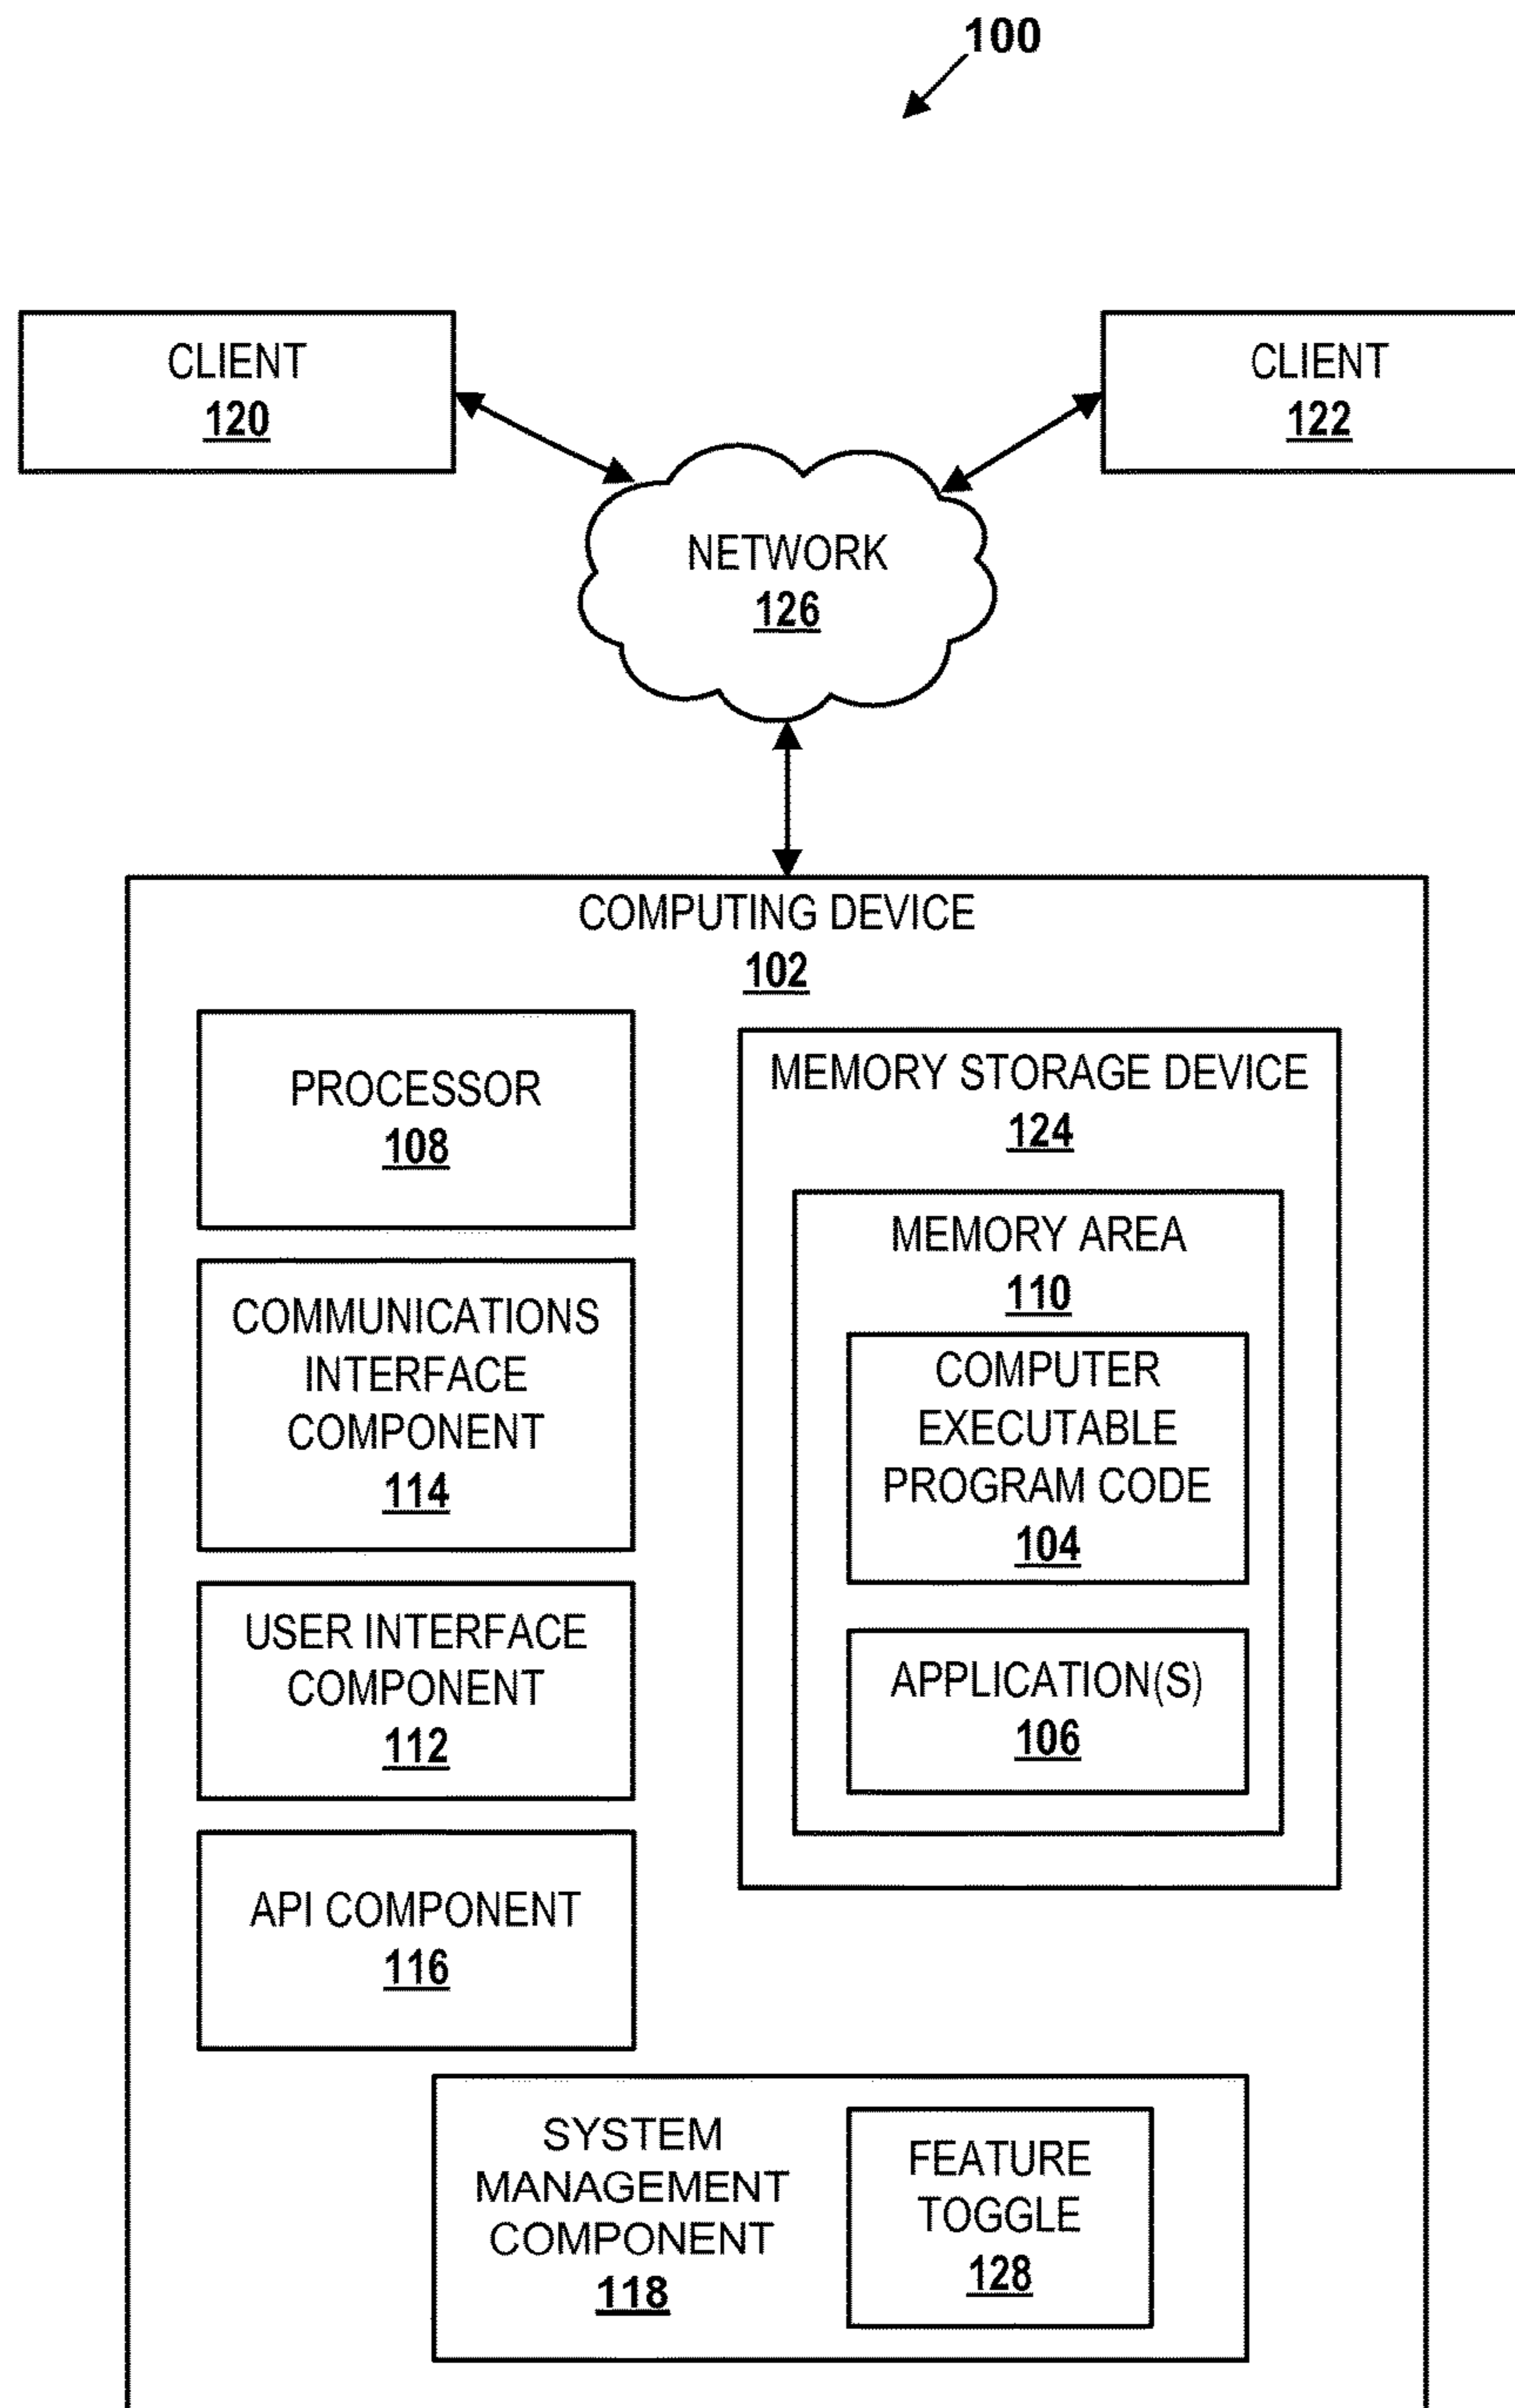 100
CLIENT
120
CLIENT
122
NETWORK
126
COMPUTING DEVICE
102
PROCESSOR
108
COMMUNICATIONS
INTERFACE
COMPONENT
114
USER INTERFACE
COMPONENT
112
API COMPONENT
116
MEMORY STORAGE DEVICE
124
MEMORY AREA
110
COMPUTER
EXECUTABLE
PROGRAM CODE
104
APPLICATION(S)
106
SYSTEM
MANAGEMENT
COMPONENT
118
FEATURE
TOGGLE
128